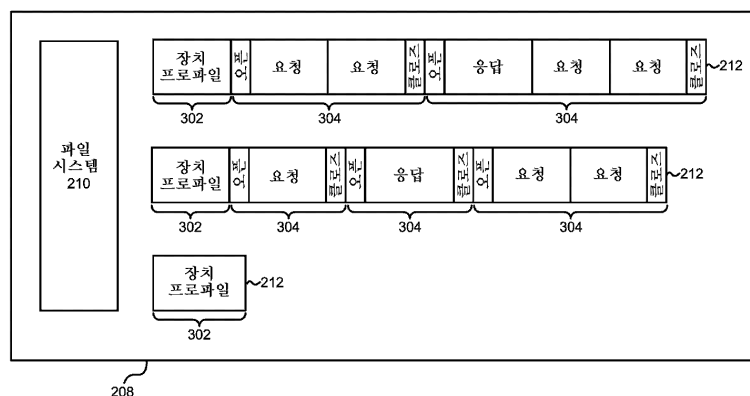 장치
프로파일
오픈
요청
요청
클로즈
오픈
응답
요청
요청
클로즈
212
302
304
304
파일
시스템
210
장치
프로파일
오픈
요청
클로즈
오픈
응답
클로즈
오픈
요청
요청
클로즈
212
302
304
304
304
장치
프로파일
212
302
208